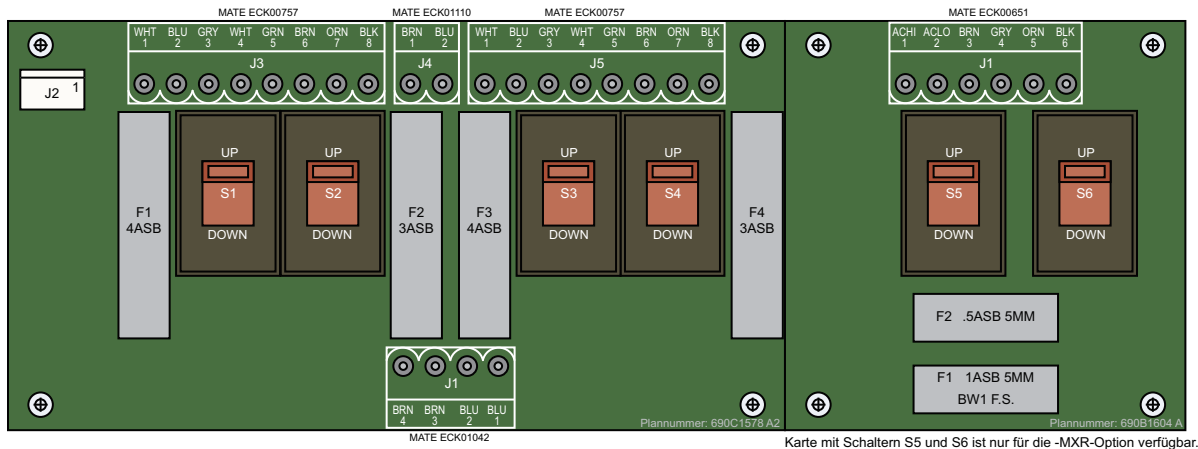 MATE ECK00757
MATE ECK01110
MATE ECK00757
MATE ECK00651
WHT BLU GRY WHT GRN BRN ORN BLK
1 2 3 4 5 6 7 8
J3
BRN BLU
1 2
J4
WHT BLU GRY WHT GRN BRN ORN BLK
1 2 3 4 5 6 7 8
J5
ACHI ACLO BRN GRY ORN BLK
1 2 3 4 5 6
J1
J2 1
F1
4ASB
UP
S1
DOWN
UP
S2
DOWN
F2
3ASB
F3
4ASB
UP
S3
DOWN
UP
S4
DOWN
F4
3ASB
UP
S5
DOWN
UP
S6
DOWN
F2 .5ASB 5MM
F1 1ASB 5MM
BW1 F.S.
J1
BRN BRN BLU BLU
4 3 2 1
MATE ECK01042
Plannummer: 690C1578 A2
Plannummer: 690B1604 A
Karte mit Schaltern S5 und S6 ist nur für die -MXR-Option verfügbar.